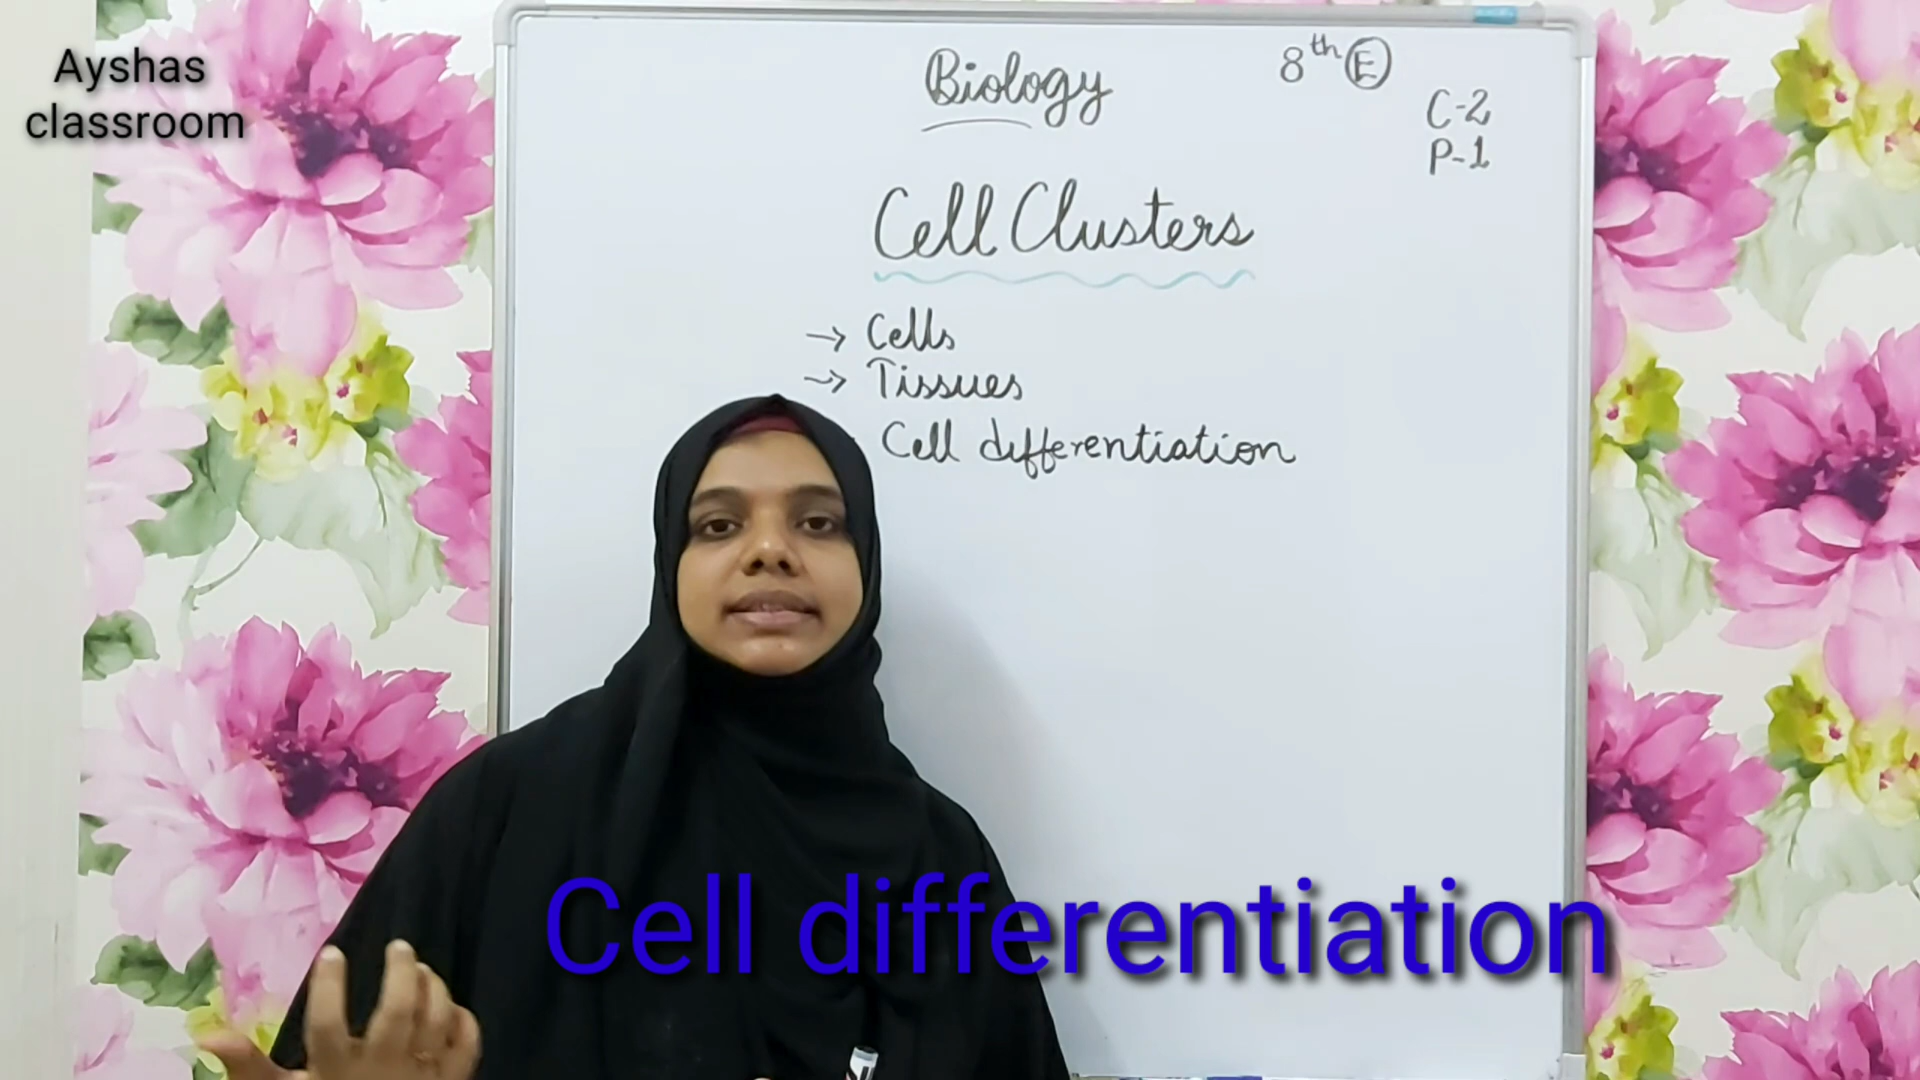 Ayshas
classroom
Biology
8th E
C-2
P-1
Cell Clusters
→ Cells
→ Tissues
Cell differentiation
Cell differentiation